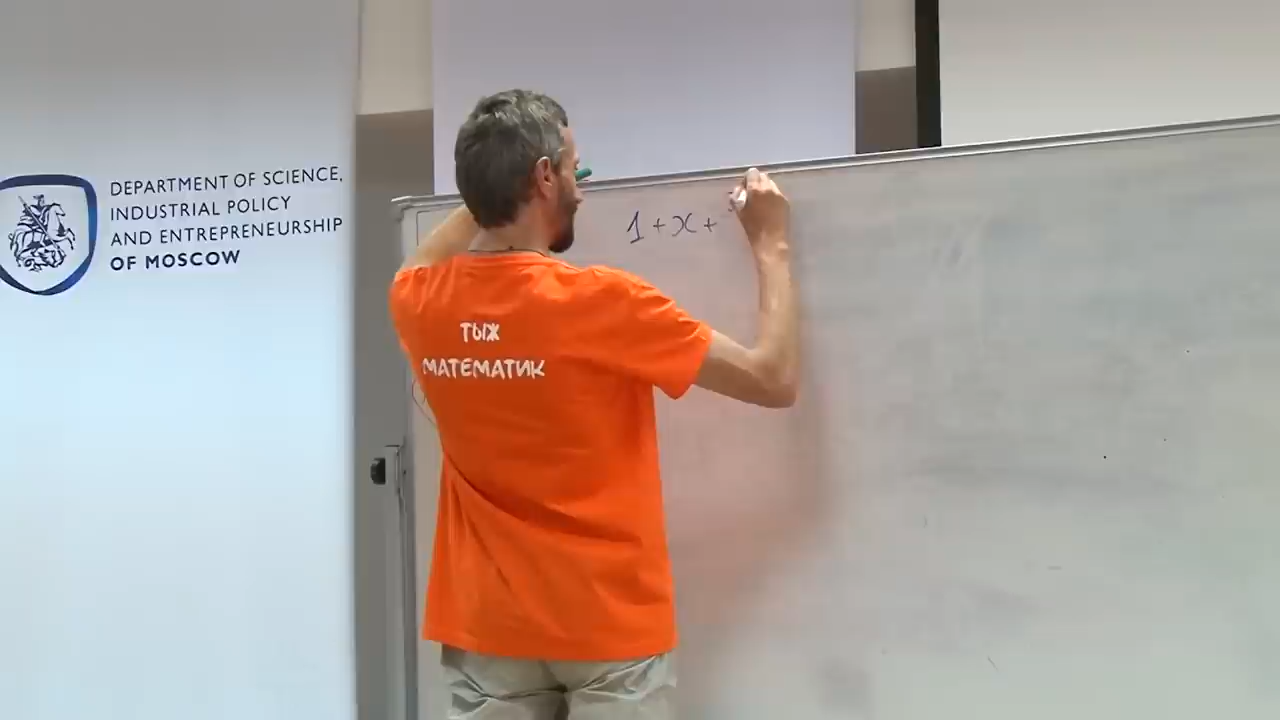 DEPARTMENT OF SCIENCE,
INDUSTRIAL POLICY
AND ENTREPRENEURSHIP
OF MOSCOW
1 + x +
ТЫЖ
МАТЕМАТИК